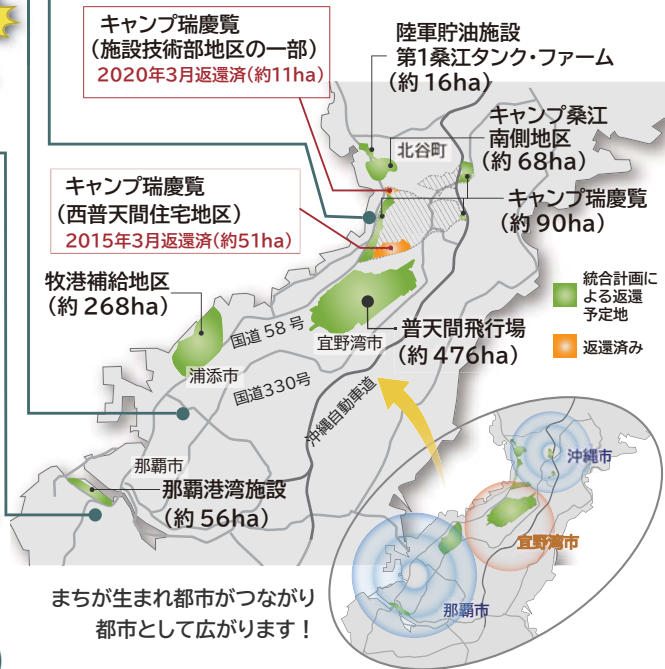 キャンプ瑞慶覧
（施設技術部地区の一部）
2020年3月返還済(約11ha)
陸軍貯油施設
第1桑江タンク・ファーム
(約 16ha)
キャンプ桑江
南側地区
(約 68ha)
北谷町
キャンプ瑞慶覧
(約 90ha)
キャンプ瑞慶覧
（西普天間住宅地区）
2015年3月返還済(約51ha)
牧港補給地区
(約 268ha)
統合計画に
よる返還
予定地
返還済み
国道 58 号
宜野湾市
普天間飛行場
(約 476ha)
浦添市
国道330号
沖縄自動車道
那覇市
那覇港湾施設
(約 56ha)
沖縄市
宜野湾市
那覇市
まちが生まれ都市がつながり
都市として広がります！